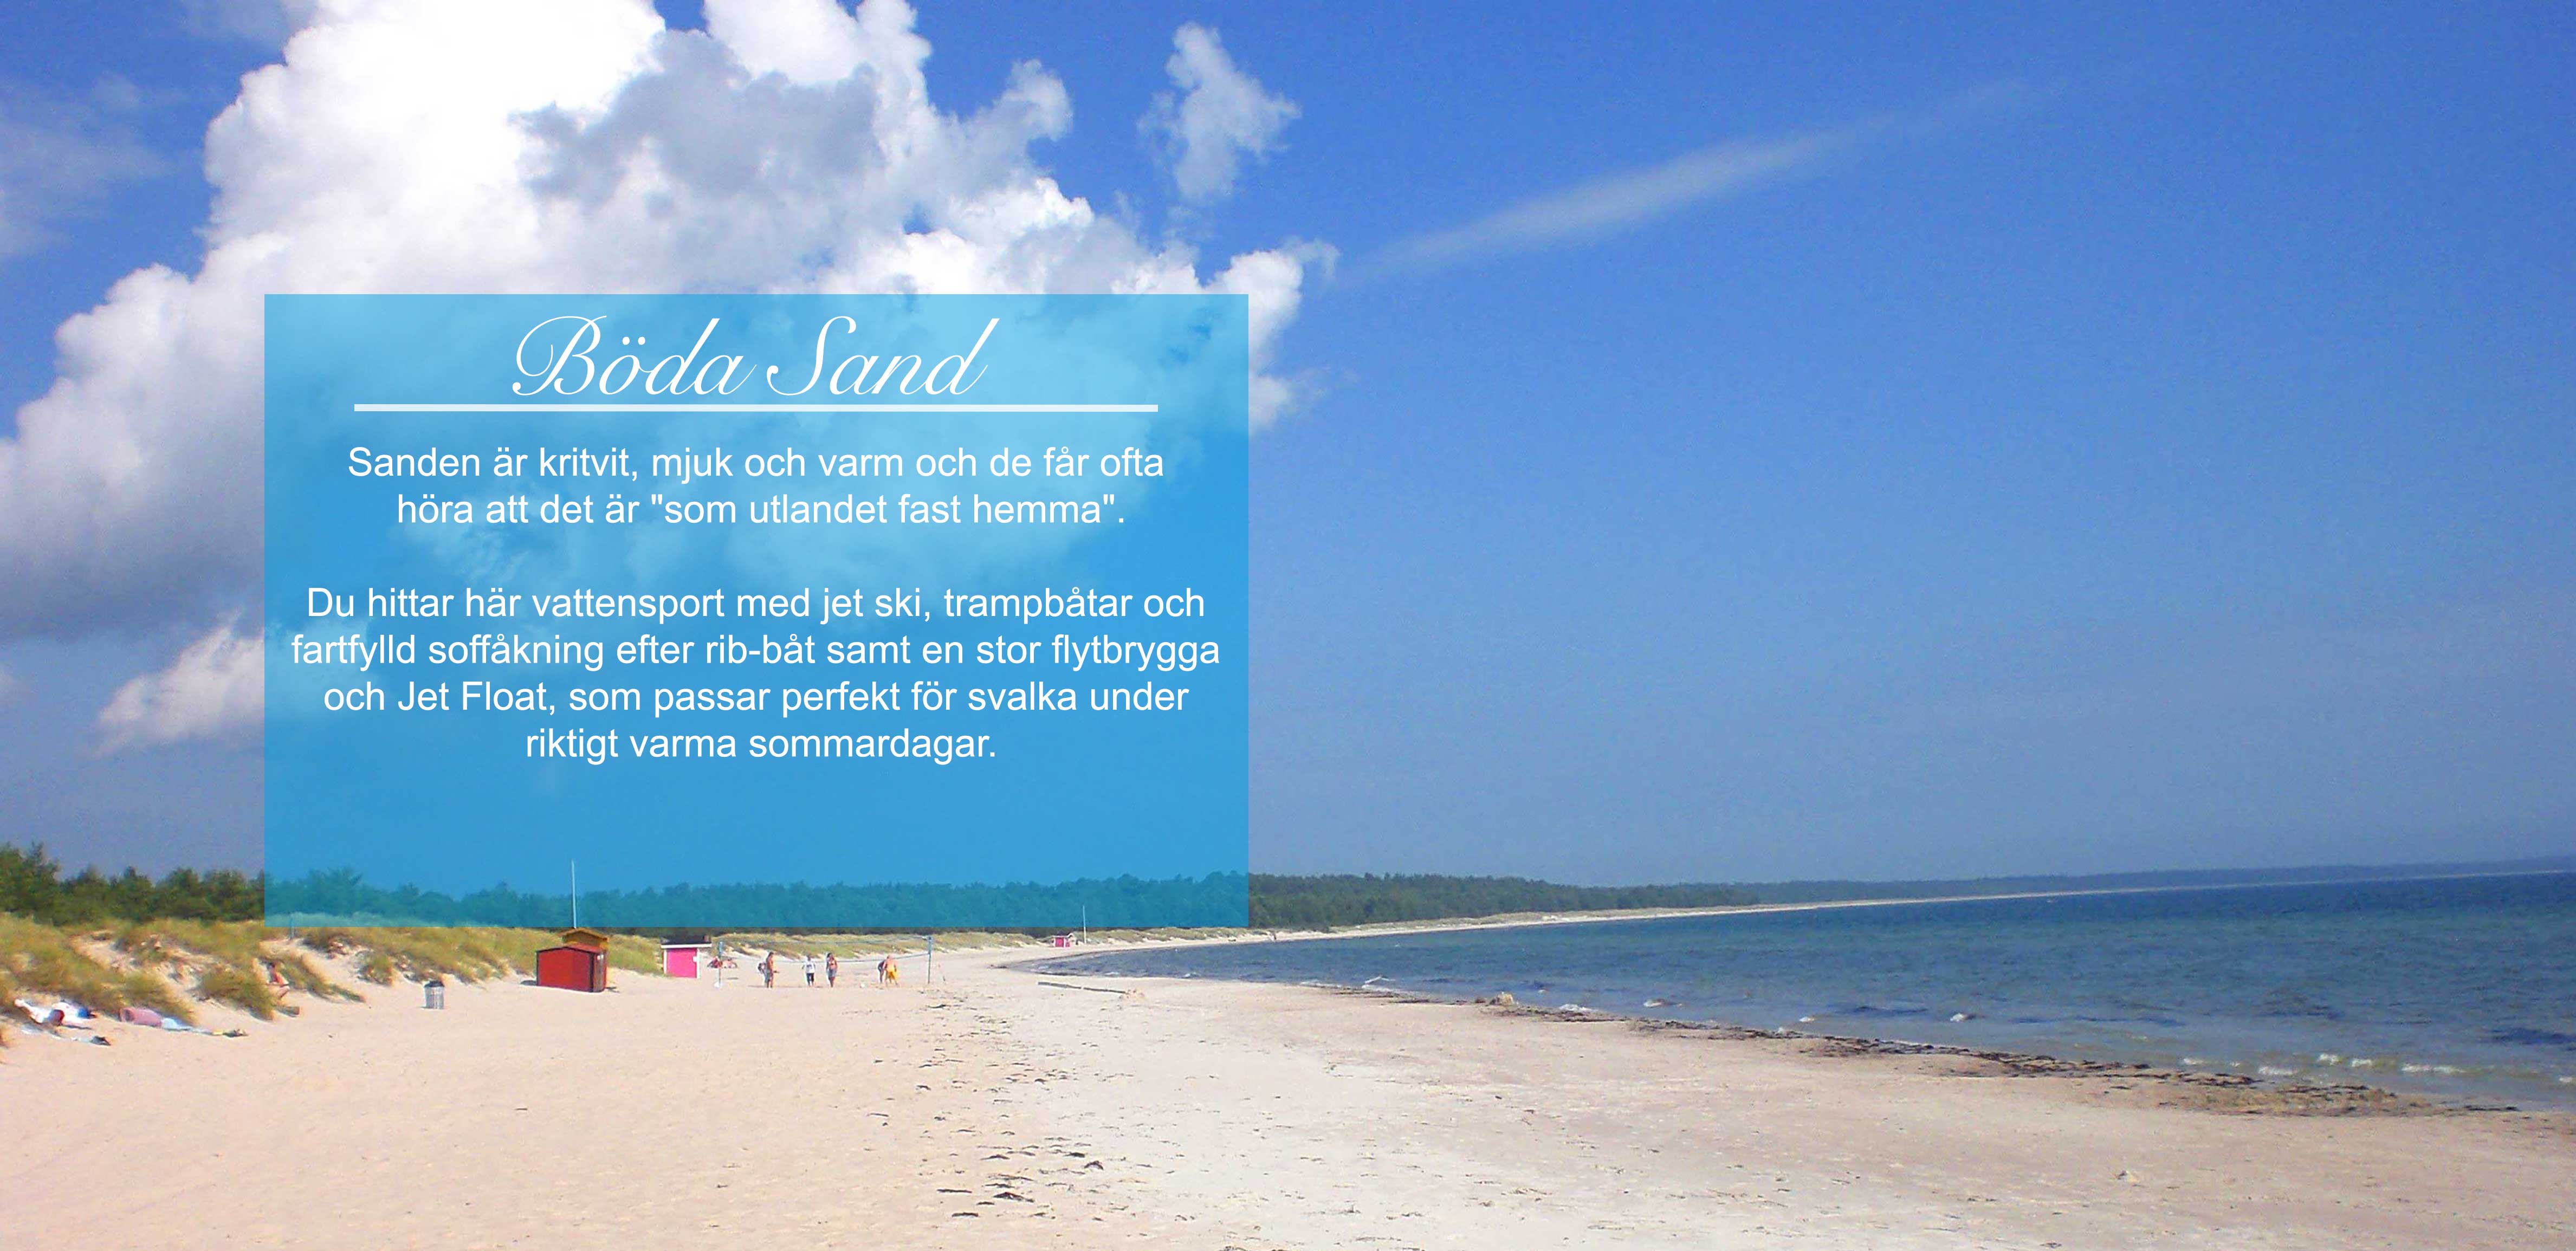 Böda Sand
Sanden är kritvit, mjuk och varm och de får ofta
höra att det är "som utlandet fast hemma".
Du hittar här vattensport med jet ski, trampbåtar och
fartfylld soffåkning efter rib-båt samt en stor flytbrygga
och Jet Float, som passar perfekt för svalka under
riktigt varma sommardagar.